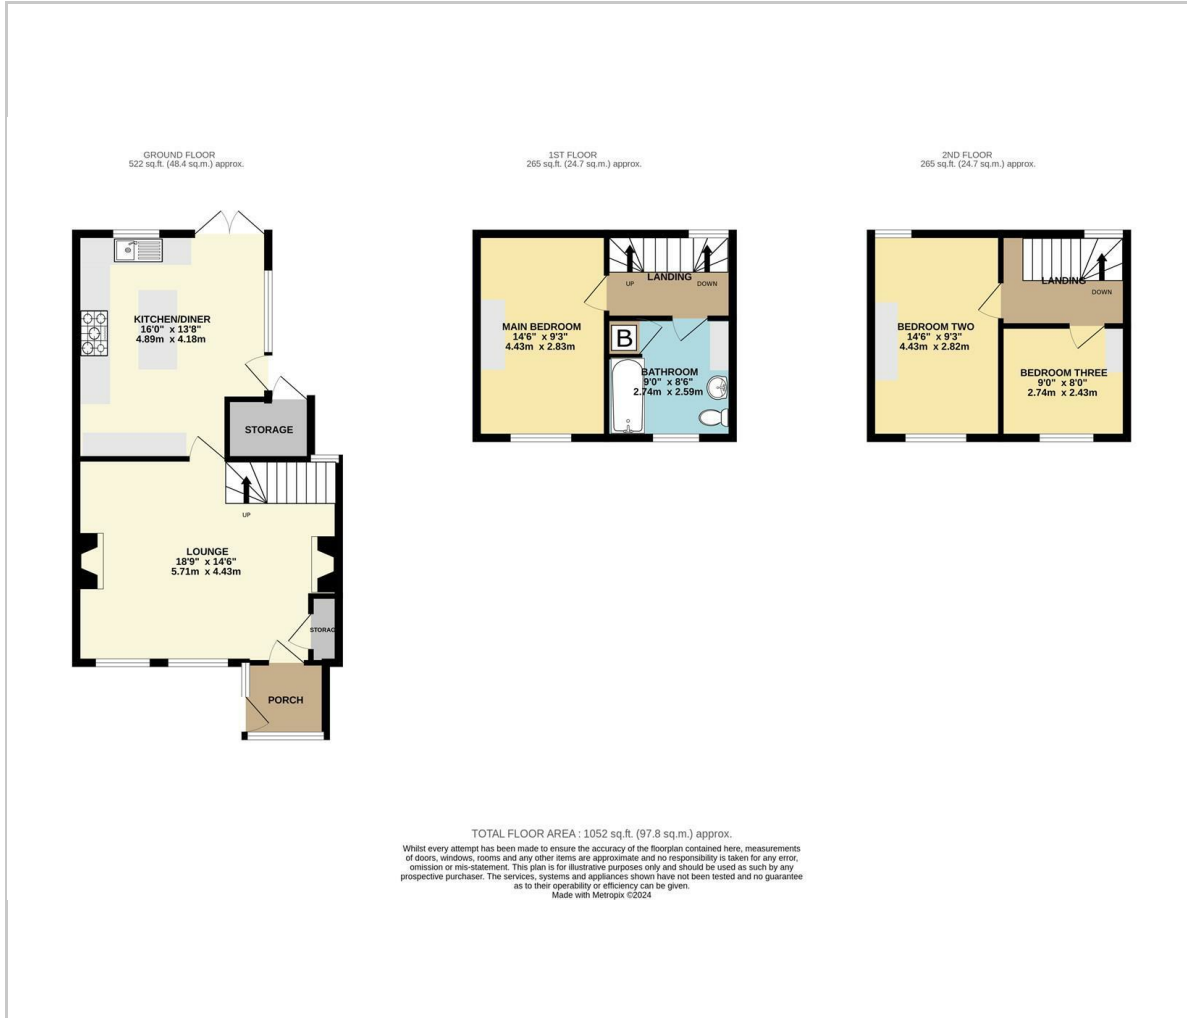 GROUND FLOOR
522 sq.ft. (48.4 sq.m.) approx.
1ST FLOOR
265 sq.ft. (24.7 sq.m.) approx.
2ND FLOOR
265 sq.ft. (24.7 sq.m.) approx.
KITCHEN/DINER
16'0" x 13'8"
4.89m x 4.18m
STORAGE
UP
LOUNGE
18'9" x 14'6"
5.71m x 4.43m
STORAG
PORCH
MAIN BEDROOM
14'6" x 9'3"
4.43m x 2.83m
LANDING
UP
DOWN
B
BATHROOM
9'0" x 8'6"
2.74m x 2.59m
BEDROOM TWO
14'6" x 9'3"
4.43m x 2.82m
LANDING
DOWN
BEDROOM THREE
9'0" x 8'0"
2.74m x 2.43m
TOTAL FLOOR AREA : 1052 sq.ft. (97.8 sq.m.) approx.
Whilst every attempt has been made to ensure the accuracy of the floorplan contained here, measurements
of doors, windows, rooms and any other items are approximate and no responsibility is taken for any error,
omission or mis-statement. This plan is for illustrative purposes only and should be used as such by any
prospective purchaser. The services, systems and appliances shown have not been tested and no guarantee
as to their operability or efficiency can be given.
Made with Metropix ©2024